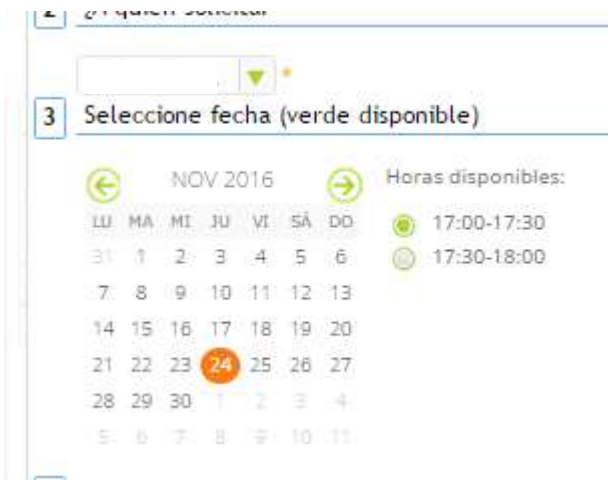 3 Seleccione fecha (verde disponible)
NOV 2016
LU MA MI JU VI SÁ DO
31 1 2 3 4 5 6
7 8 9 10 11 12 13
14 15 16 17 18 19 20
21 22 23 24 25 26 27
28 29 30 1 2 3 4
5 6 7 8 9 10 11
Horas disponibles:
17:00-17:30
17:30-18:00